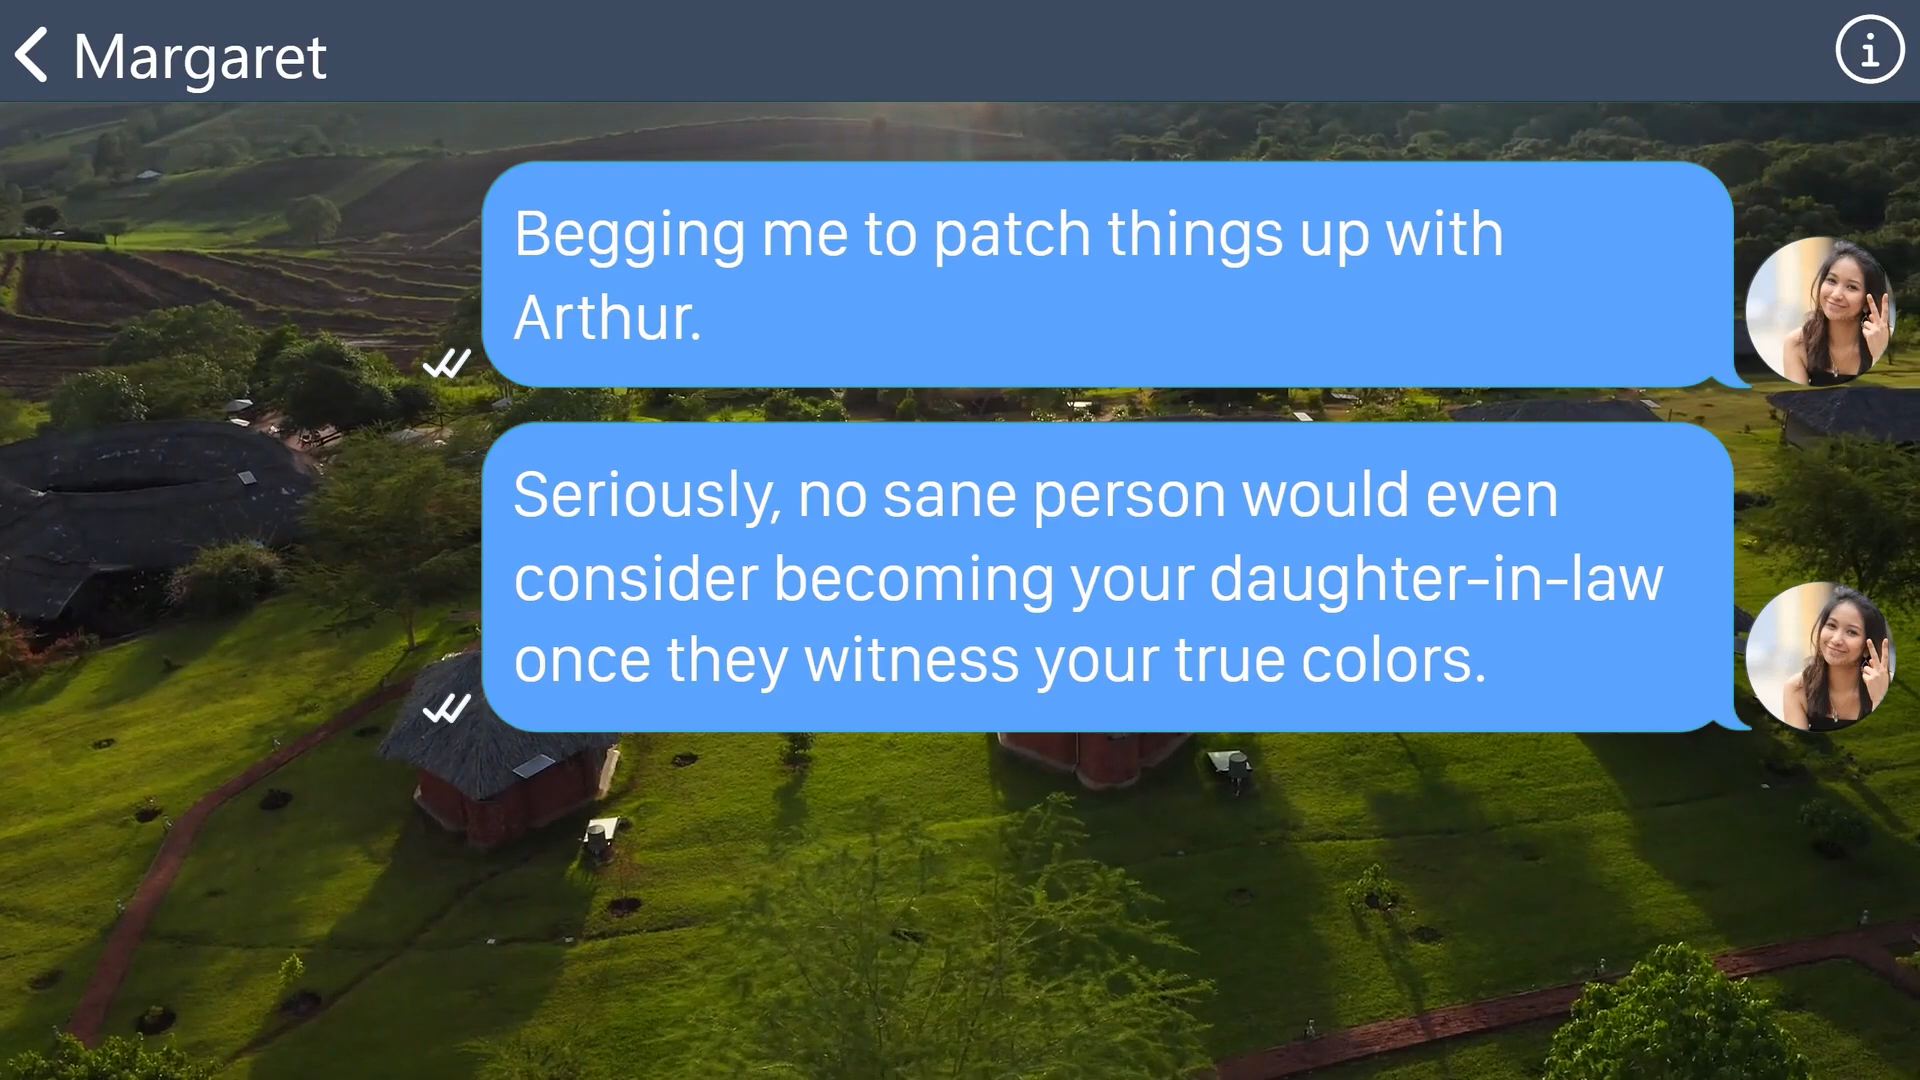 Margaret
Begging me to patch things up with
Arthur.
Seriously, no sane person would even
consider becoming your daughter-in-law
once they witness your true colors.